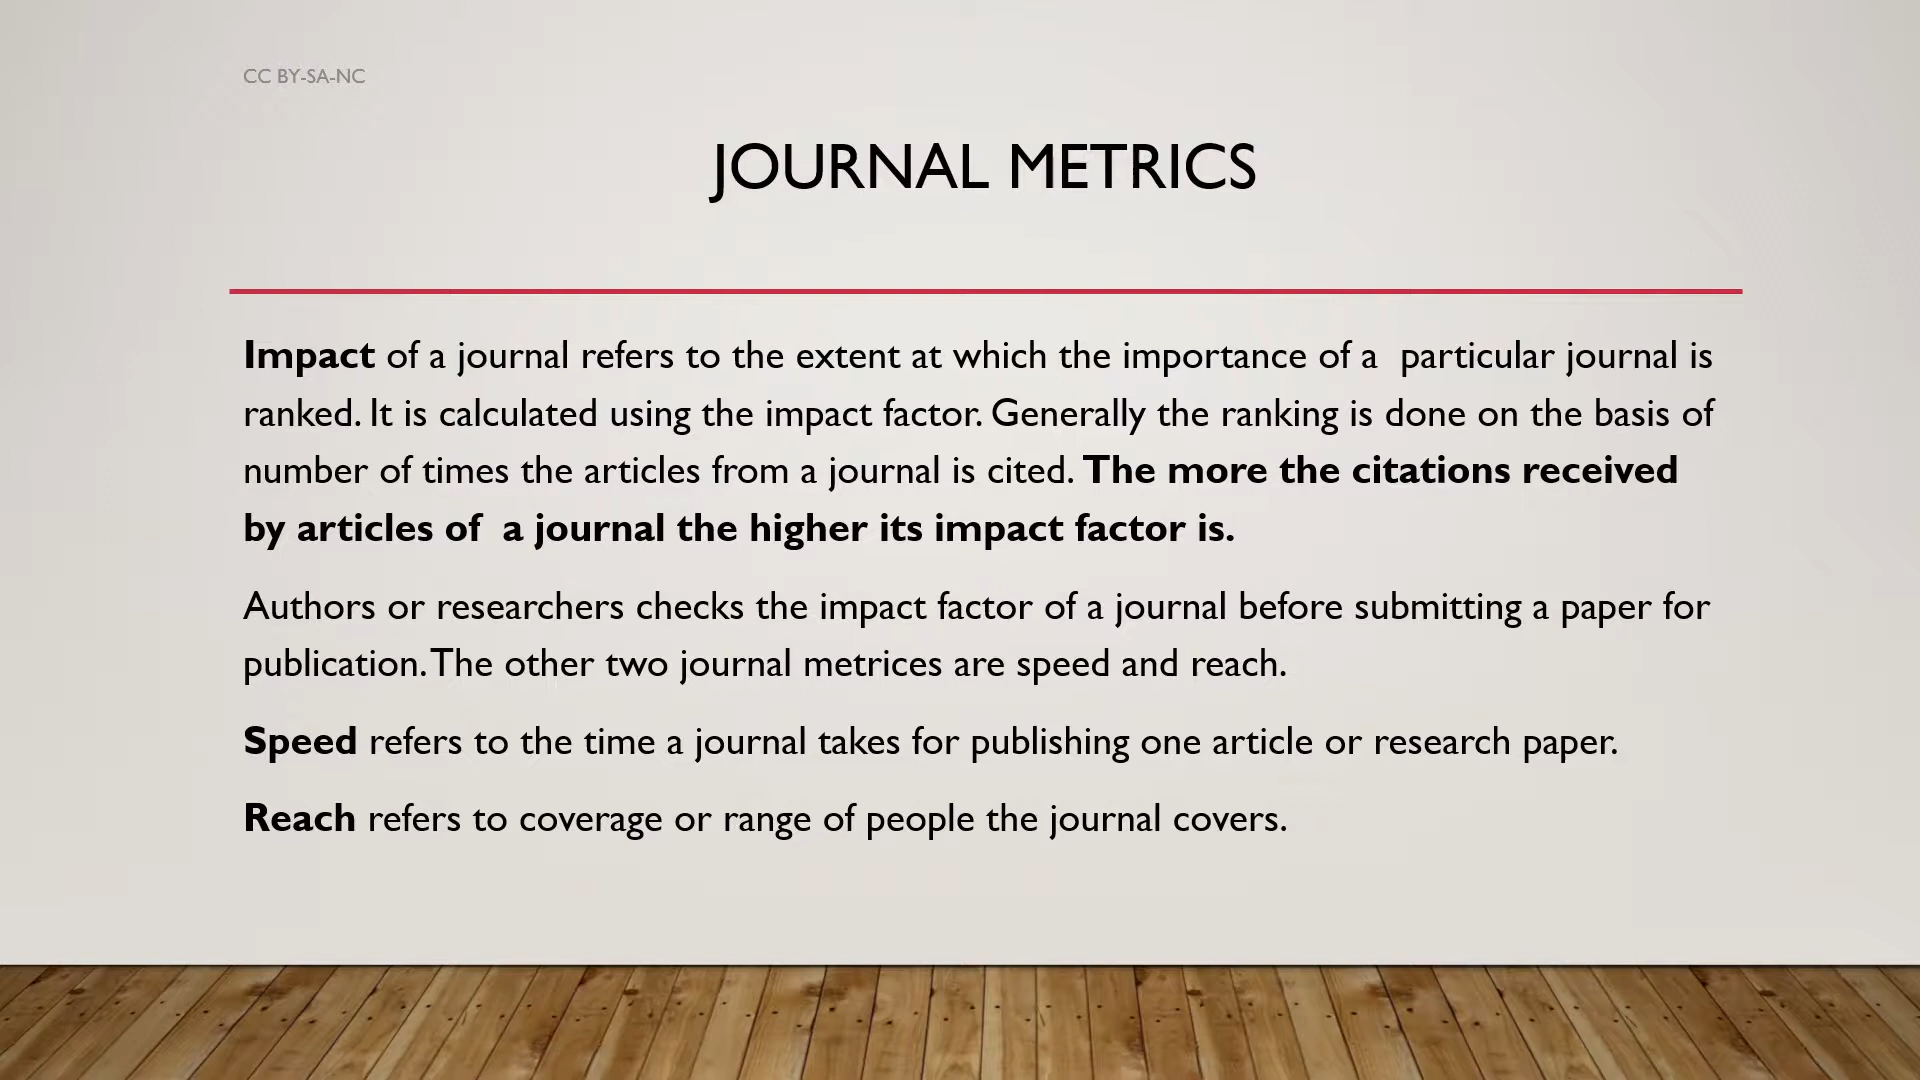 CC BY-SA-NC
JOURNAL METRICS
Impact of a journal refers to the extent at which the importance of a  particular journal is
ranked. It is calculated using the impact factor. Generally the ranking is done on the basis of
number of times the articles from a journal is cited. The more the citations received
by articles of  a journal the higher its impact factor is.
Authors or researchers checks the impact factor of a journal before submitting a paper for
publication. The other two journal metrices are speed and reach.
Speed refers to the time a journal takes for publishing one article or research paper.
Reach refers to coverage or range of people the journal covers.